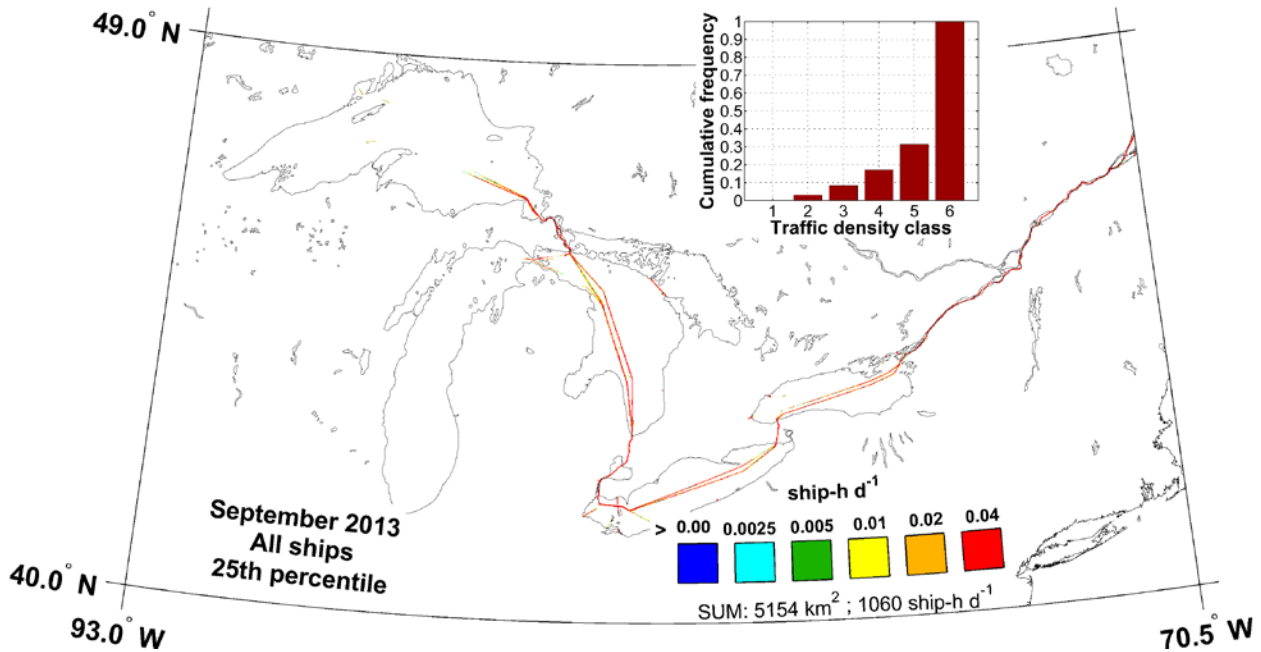 49.0° N
Cumulative frequency
1
0.9
0.8
0.7
0.6
0.5
0.4
0.3
0.2
0.1
0
1 2 3 4 5 6
Traffic density class
September 2013
All ships
25th percentile
ship-h d⁻¹
> 0.00 0.0025 0.005 0.01 0.02 0.04
SUM: 5154 km² ; 1060 ship-h d⁻¹
40.0° N
93.0° W
70.5° W